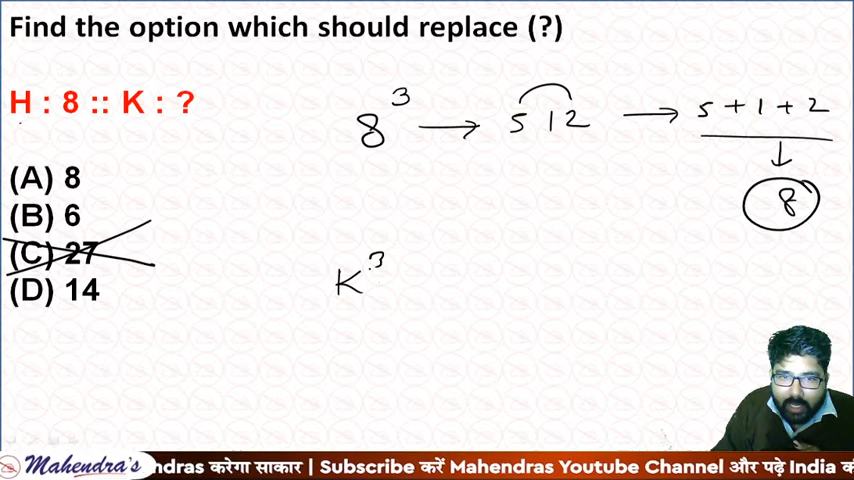 Find the option which should replace (?)
H : 8 :: K : ?
8³ → 512 → 5+1+2
↓
8
(A) 8
(B) 6
(C) 27
(D) 14
K³
Mahendra's
ndras करेगा साकार | Subscribe करें Mahendras Youtube Channel और पढ़े India क